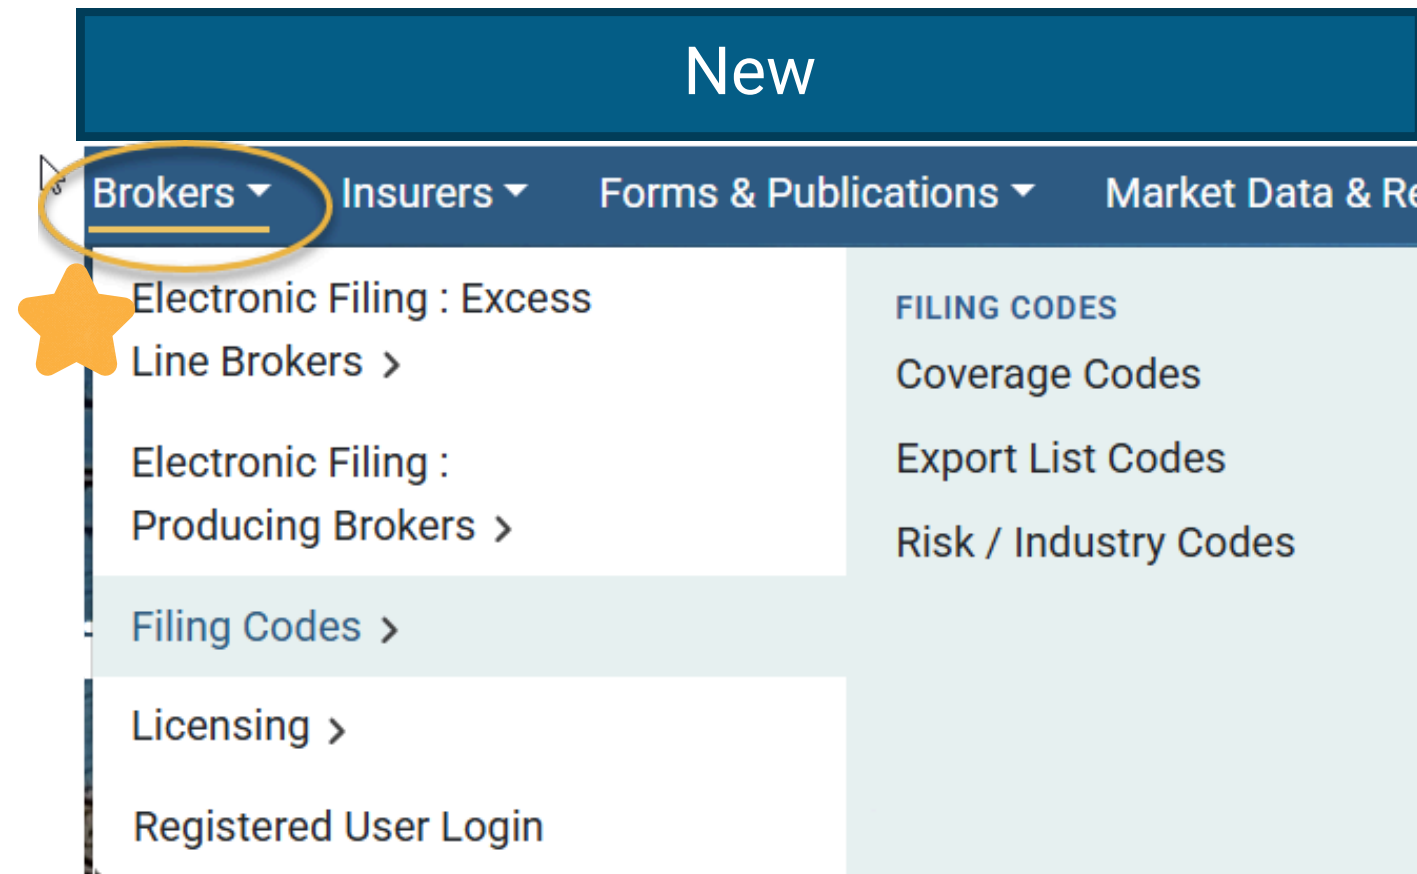 New
Brokers Insurers Forms & Publications Market Data &
Electronic Filing : Excess
Line Brokers >
Electronic Filing :
Producing Brokers >
Filing Codes >
Licensing >
Registered User Login
FILING CODES
Coverage Codes
Export List Codes
Risk / Industry Codes